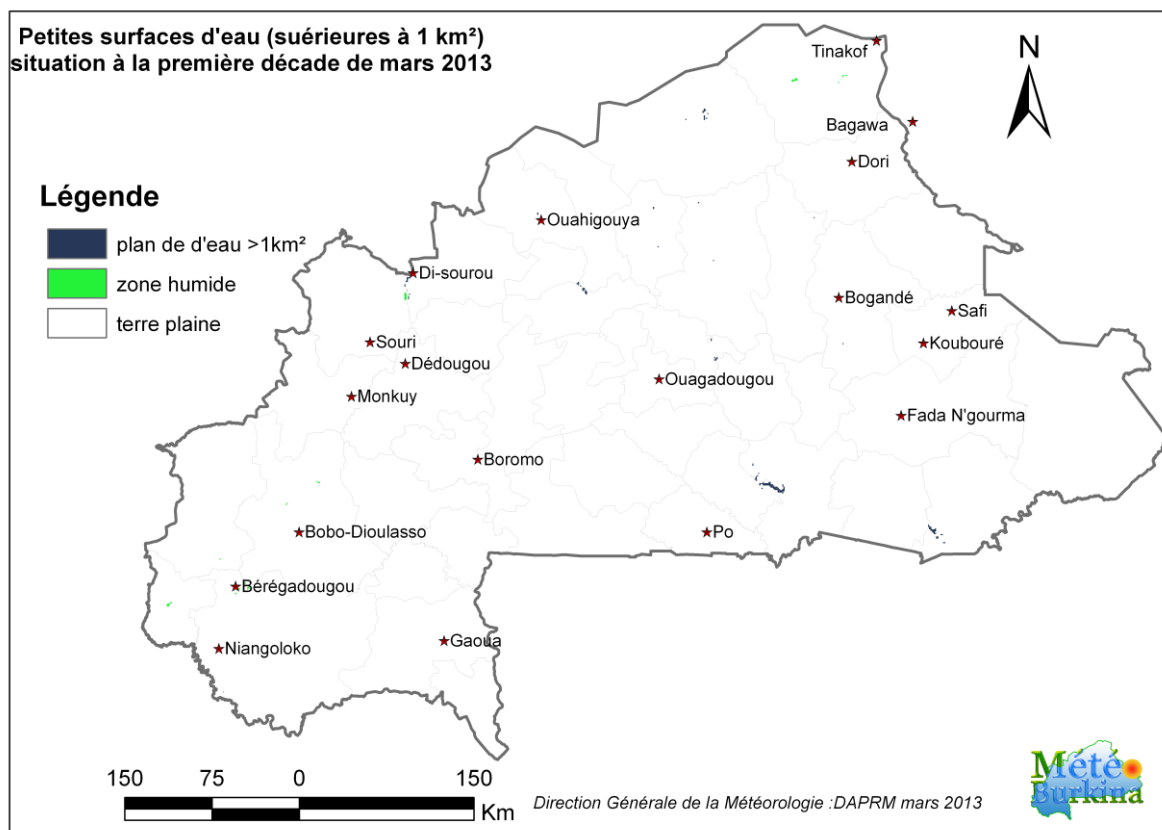 Petites surfaces d'eau (suérieures à 1 km²)
situation à la première décade de mars 2013
N
Tinakof
Bagawa
Dori
Légende
plan de d'eau >1km²
zone humide
terre plaine
Ouahigouya
Di-sourou
Bogandé
Safi
Souri
Koubouré
Dédougou
Ouagadougou
Monkuy
Fada N'gourma
Boromo
Bobo-Dioulasso
Po
Bérégadougou
Gaoua
Niangoloko
150 75 0 150
Km
Direction Générale de la Météorologie :DAPRM mars 2013
Météo
Burkina